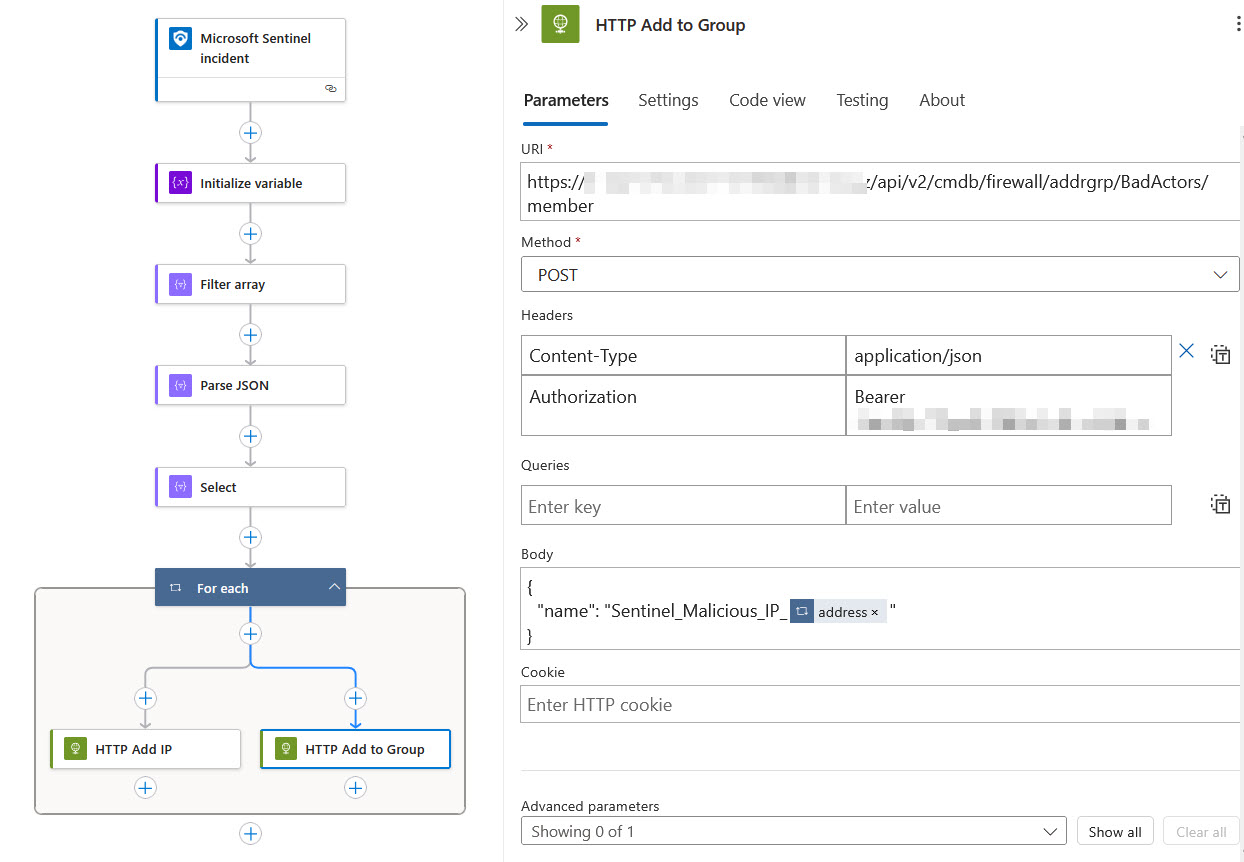 Microsoft Sentinel
incident
Initialize variable
Filter array
Parse JSON
Select
For each
HTTP Add IP
HTTP Add to Group
HTTP Add to Group
Parameters
Settings
Code view
Testing
About
URI *
https://
z/api/v2/cmdb/firewall/addrgrp/BadActors/
member
Method *
POST
Headers
Content-Type
application/json
Authorization
Bearer
Queries
Enter key
Enter value
Body
{
"name": "Sentinel_Malicious_IP_ address × "
}
Cookie
Enter HTTP cookie
Advanced parameters
Showing 0 of 1
Show all
Clear all